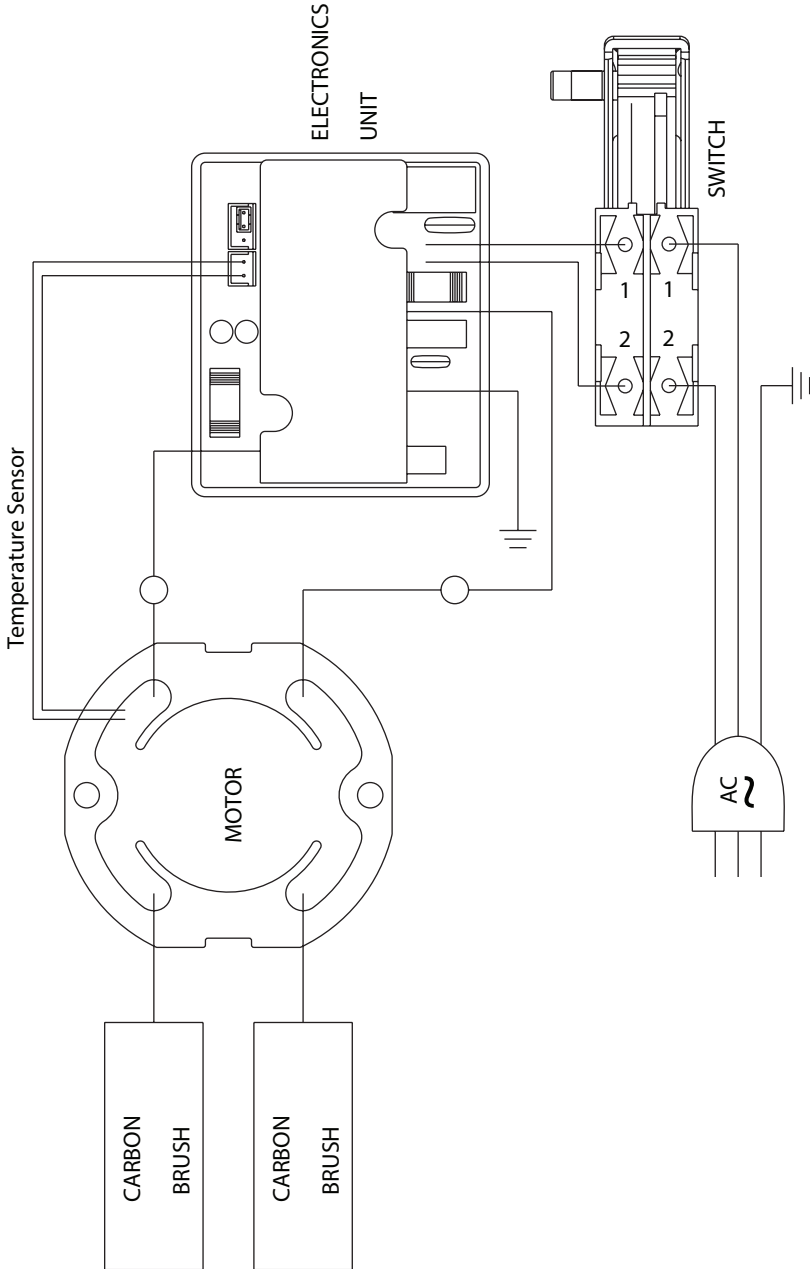 Temperature Sensor
ELECTRONICS
UNIT
SWITCH
1
1
2
2
MOTOR
AC
~
CARBON
BRUSH
CARBON
BRUSH